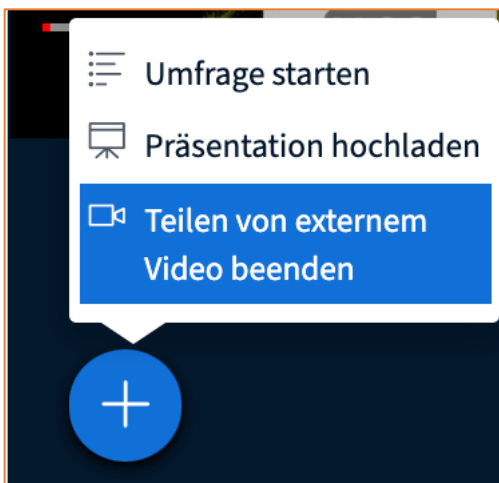 Umfrage starten
Präsentation hochladen
Teilen von externem
Video beenden